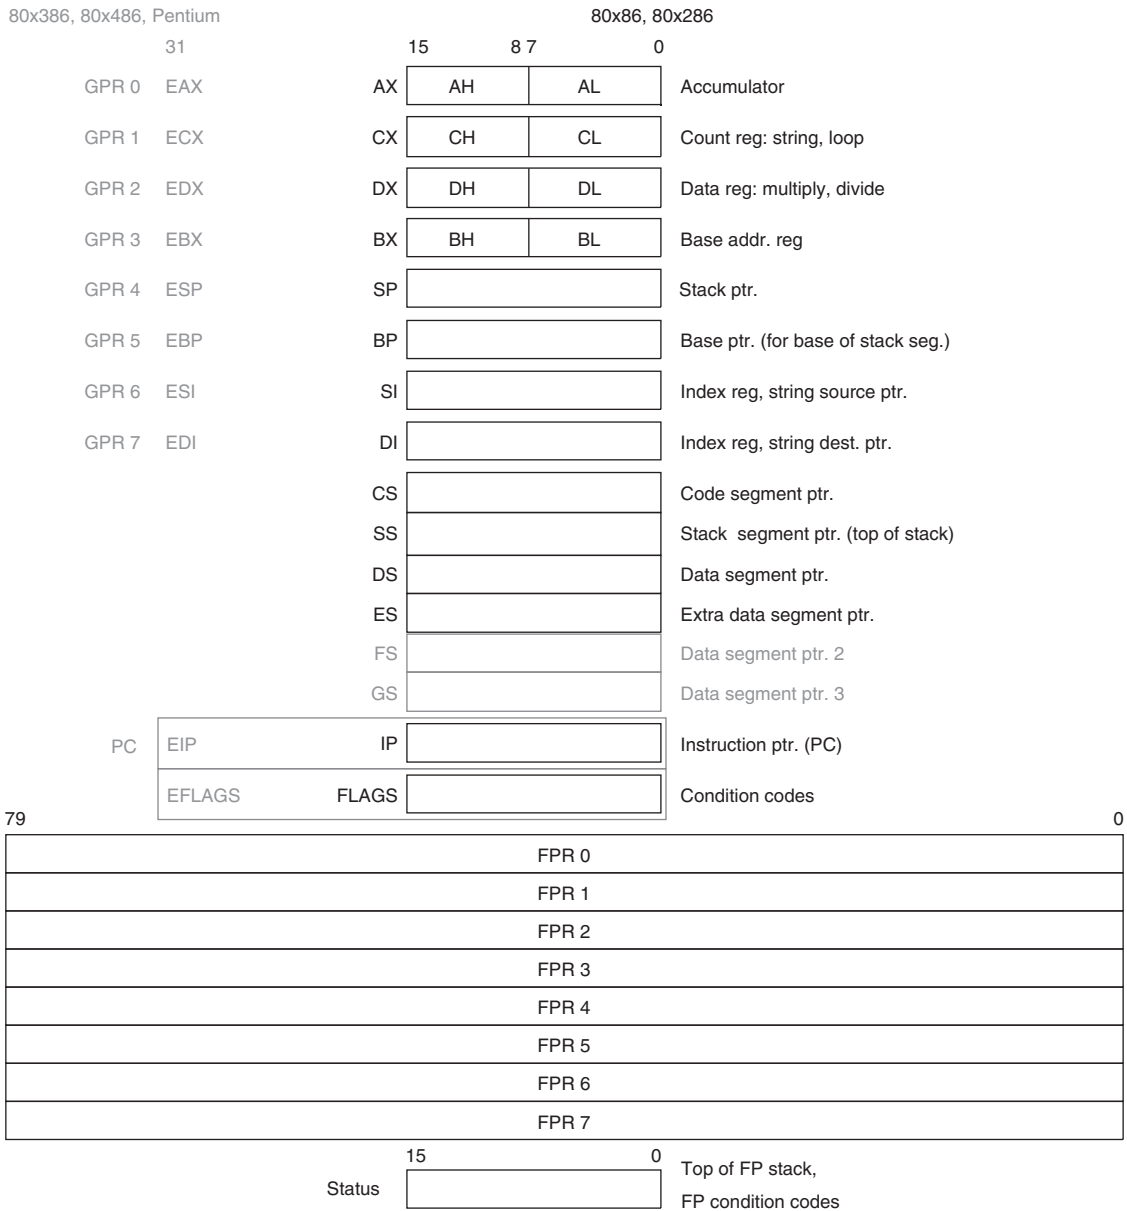 80x386, 80x486, Pentium 80x86, 80x286
31 15 8 7 0
GPR 0 EAX AX AH AL Accumulator
GPR 1 ECX CX CH CL Count reg: string, loop
GPR 2 EDX DX DH DL Data reg: multiply, divide
GPR 3 EBX BX BH BL Base addr. reg
GPR 4 ESP SP Stack ptr.
GPR 5 EBP BP Base ptr. (for base of stack seg.)
GPR 6 ESI SI Index reg, string source ptr.
GPR 7 EDI DI Index reg, string dest. ptr.
CS Code segment ptr.
SS Stack segment ptr. (top of stack)
DS Data segment ptr.
ES Extra data segment ptr.
FS Data segment ptr. 2
GS Data segment ptr. 3
PC EIP IP Instruction ptr. (PC)
EFLAGS FLAGS Condition codes
79 0
FPR 0
FPR 1
FPR 2
FPR 3
FPR 4
FPR 5
FPR 6
FPR 7
15 0
Status Top of FP stack,
FP condition codes